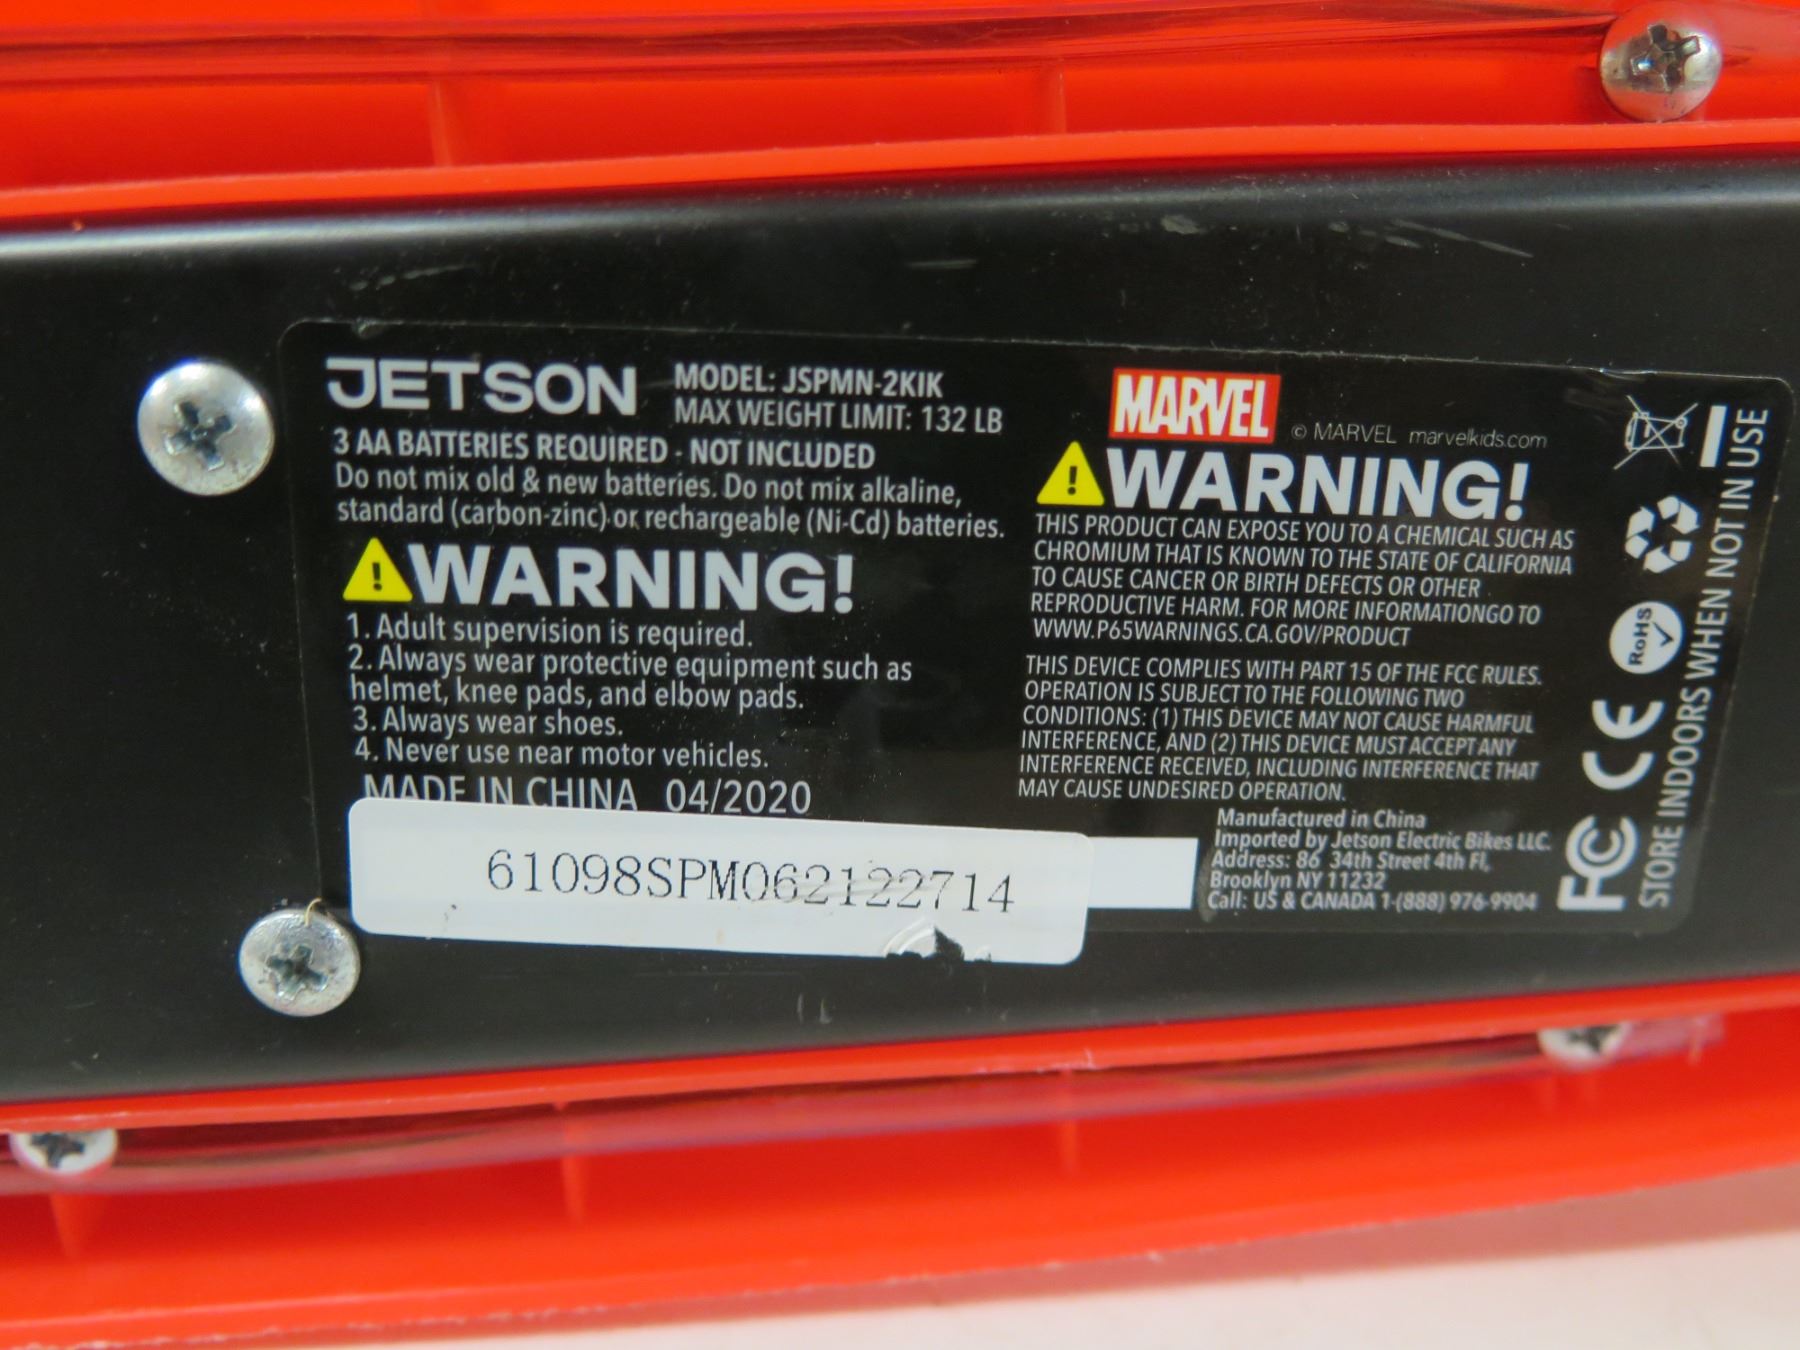 JETSON
MODEL: JSPMN-2KIK
MAX WEIGHT LIMIT: 132 LB
3 AA BATTERIES REQUIRED - NOT INCLUDED
Do not mix old & new batteries. Do not mix alkaline,
standard (carbon-zinc) or rechargeable (Ni-Cd) batteries.
WARNING!
1. Adult supervision is required.
2. Always wear protective equipment such as
helmet, knee pads, and elbow pads.
3. Always wear shoes.
4. Never use near motor vehicles.
MADE IN CHINA 04/2020
61098SPM062122714
MARVEL
© MARVEL marvelkids.com
WARNING!
THIS PRODUCT CAN EXPOSE YOU TO A CHEMICAL SUCH AS
CHROMIUM THAT IS KNOWN TO THE STATE OF CALIFORNIA
TO CAUSE CANCER OR BIRTH DEFECTS OR OTHER
REPRODUCTIVE HARM. FOR MORE INFORMATIONGO TO
WWW.P65WARNINGS.CA.GOV/PRODUCT
THIS DEVICE COMPLIES WITH PART 15 OF THE FCC RULES.
OPERATION IS SUBJECT TO THE FOLLOWING TWO
CONDITIONS: (1) THIS DEVICE MAY NOT CAUSE HARMFUL
INTERFERENCE, AND (2) THIS DEVICE MUST ACCEPT ANY
INTERFERENCE RECEIVED, INCLUDING INTERFERENCE THAT
MAY CAUSE UNDESIRED OPERATION.
Manufactured in China
Imported by Jetson Electric Bikes LLC.
Address: 86 34th Street 4th Fl,
Brooklyn NY 11232
Call: US & CANADA 1-(888) 976-9904
FC CE RoHS
STORE INDOORS WHEN NOT IN USE